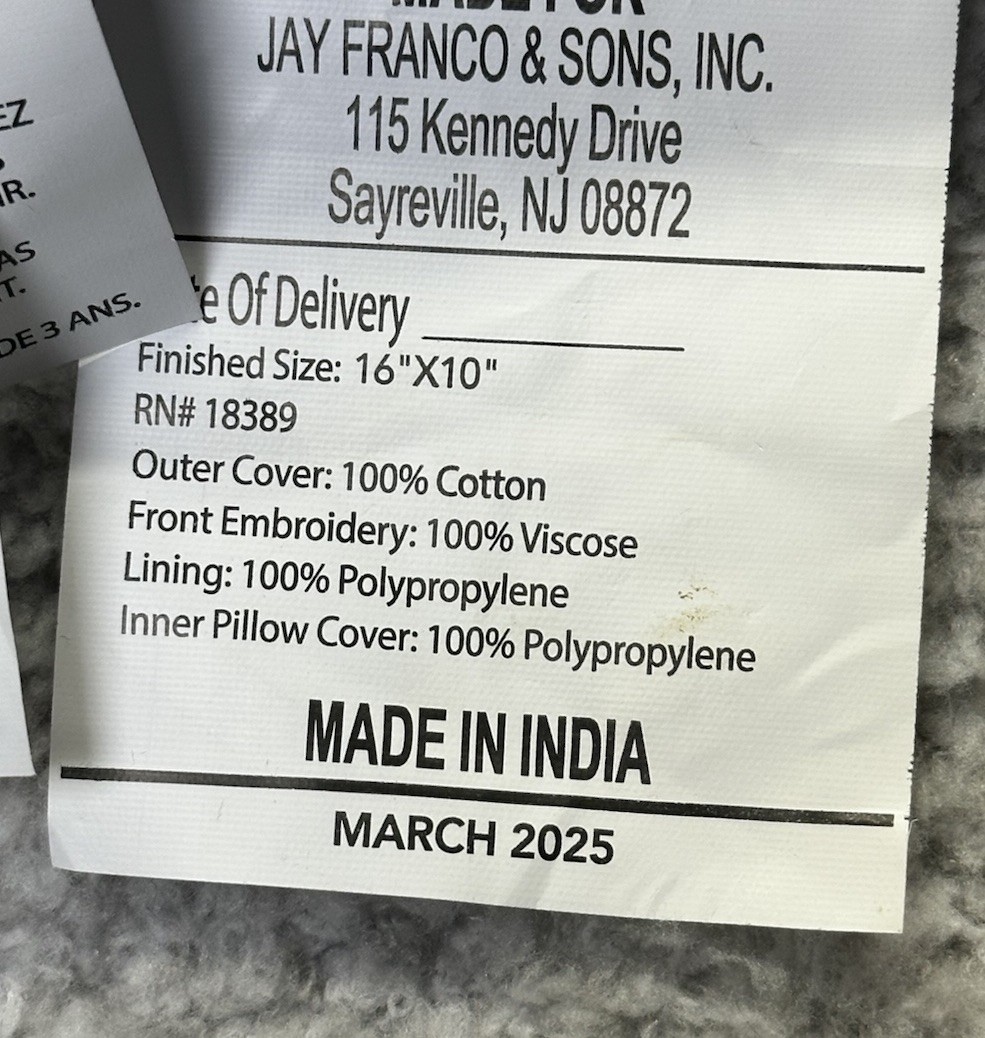 MADE FOR
JAY FRANCO & SONS, INC.
115 Kennedy Drive
Sayreville, NJ 08872
Of Delivery
Finished Size: 16"X10"
RN# 18389
Outer Cover: 100% Cotton
Front Embroidery: 100% Viscose
Lining: 100% Polypropylene
Inner Pillow Cover: 100% Polypropylene
MADE IN INDIA
MARCH 2025
DE 3 ANS.